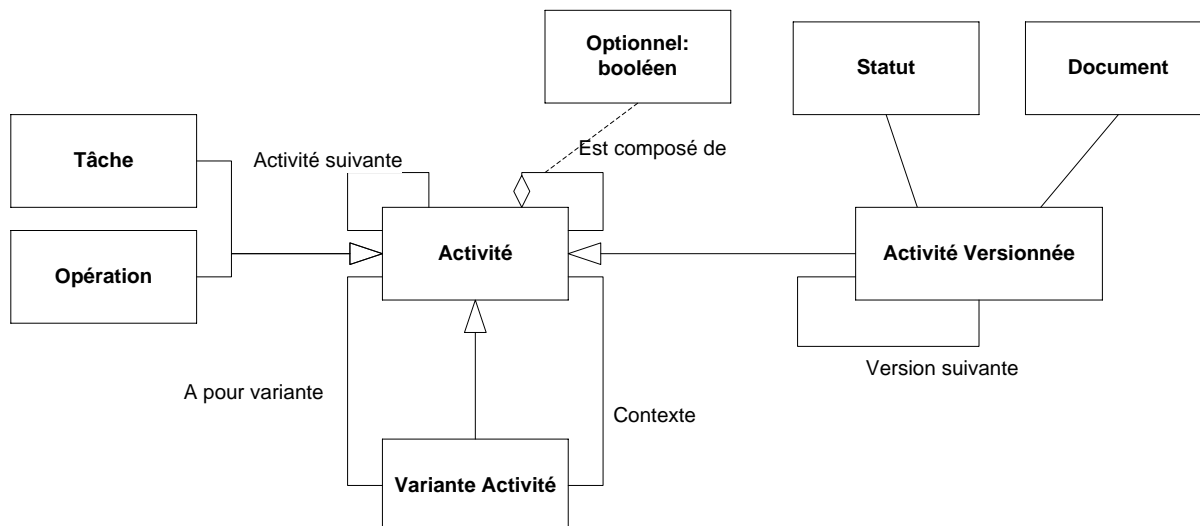 Optionnel:
booléen
Statut
Document
Tâche
Activité suivante
Est composé de
Opération
Activité
Activité Versionnée
A pour variante
Contexte
Version suivante
Variante Activité